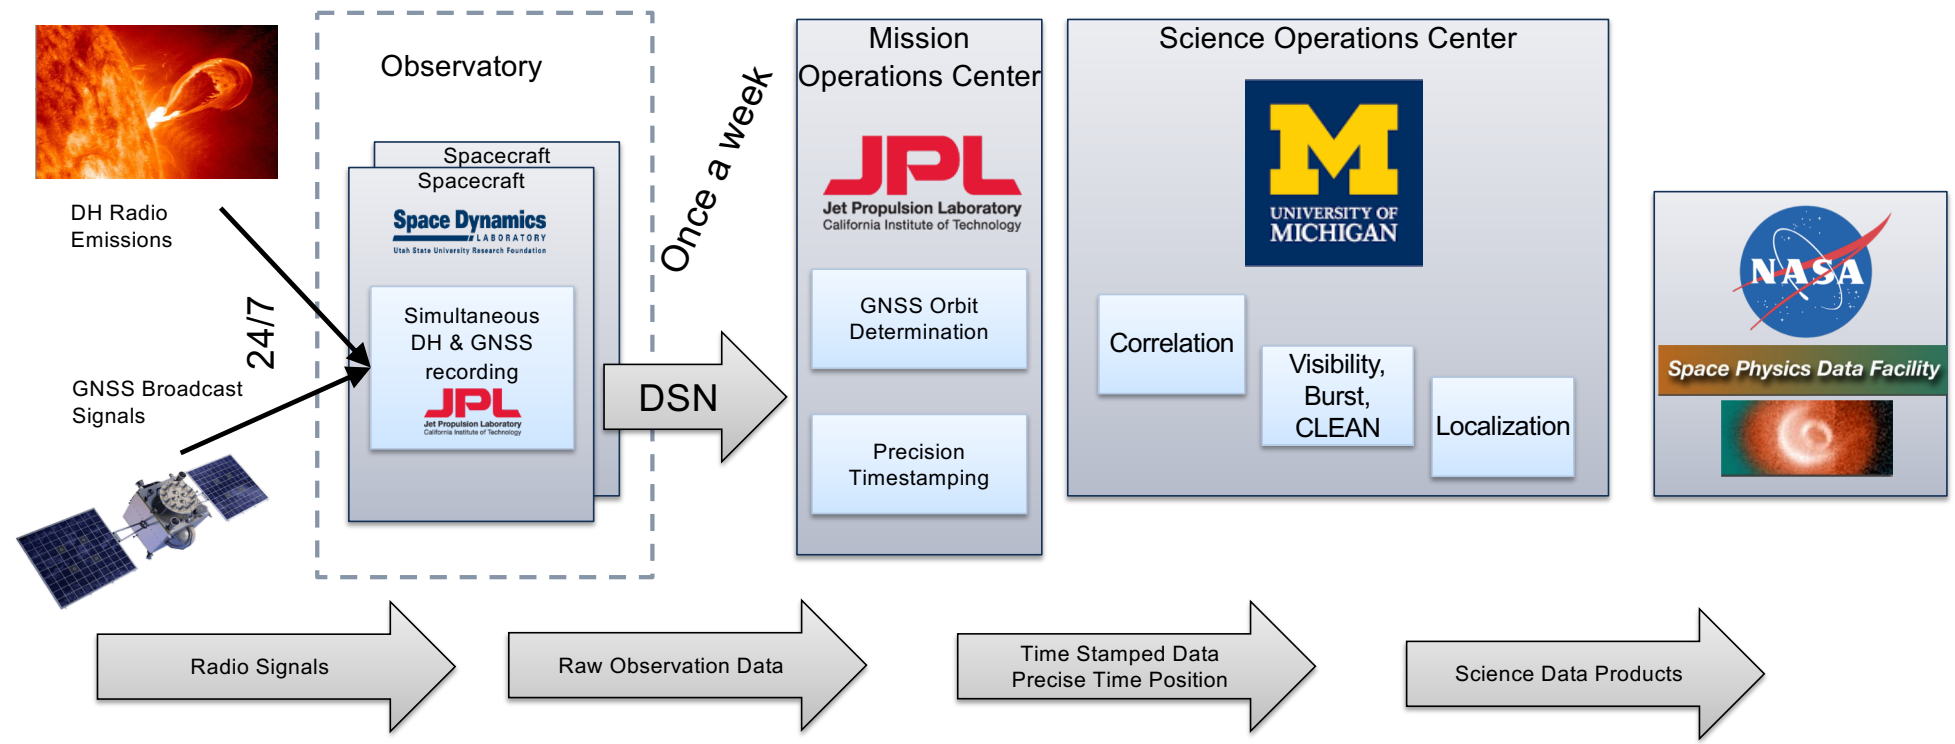 DH Radio
Emissions
24/7
GNSS Broadcast
Signals
Observatory
Spacecraft
Spacecraft
Space Dynamics
LABORATORY
Utah State University Research Foundation
Simultaneous
DH & GNSS
recording
JPL
Jet Propulsion Laboratory
California Institute of Technology
Once a week
DSN
Mission
Operations Center
JPL
Jet Propulsion Laboratory
California Institute of Technology
GNSS Orbit
Determination
Precision
Timestamping
Science Operations Center
M
UNIVERSITY OF
MICHIGAN
Correlation
Visibility,
Burst,
CLEAN
Localization
NASA
Space Physics Data Facility
Radio Signals
Raw Observation Data
Time Stamped Data
Precise Time Position
Science Data Products